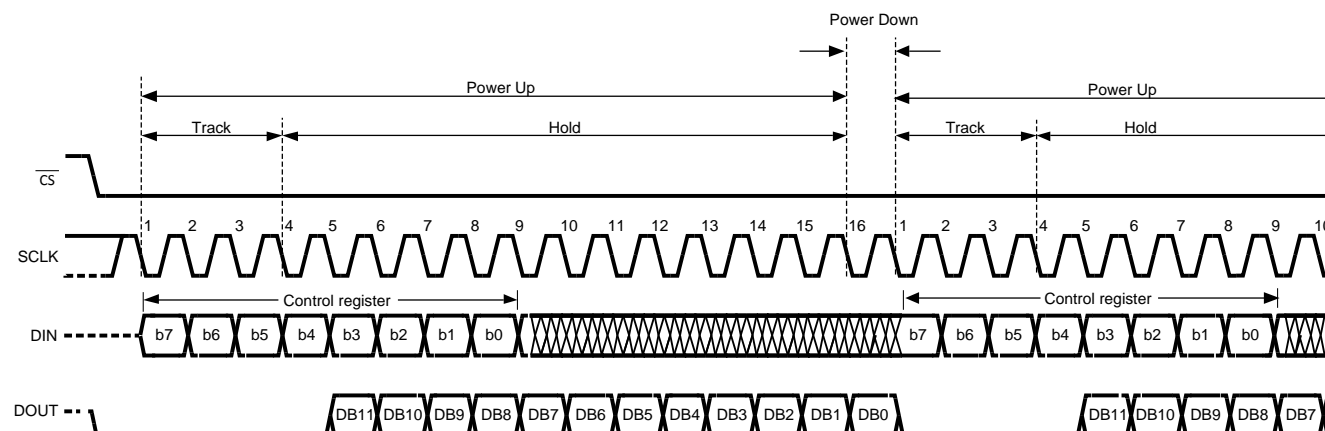 Power Down
Power Up Power Up
Track Hold Track Hold
CS
1 2 3 4 5 6 7 8 9 10 11 12 13 14 15 16 1 2 3 4 5 6 7 8 9 10
SCLK
Control register Control register
DIN b7 b6 b5 b4 b3 b2 b1 b0 b7 b6 b5 b4 b3 b2 b1 b0
DOUT DB11 DB10 DB9 DB8 DB7 DB6 DB5 DB4 DB3 DB2 DB1 DB0 DB11 DB10 DB9 DB8 DB7